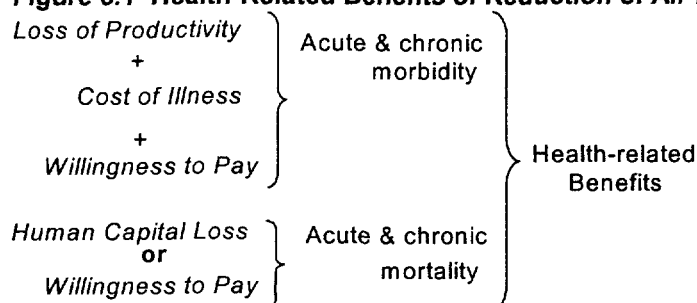 Figure 6.1 Health-Related Benefits of Reduction of Air
Loss of Productivity
+
Cost of Illness
+
Willingness to Pay
Acute & chronic
morbidity
Human Capital Loss
or
Willingness to Pay
Acute & chronic
mortality
Health-related
Benefits